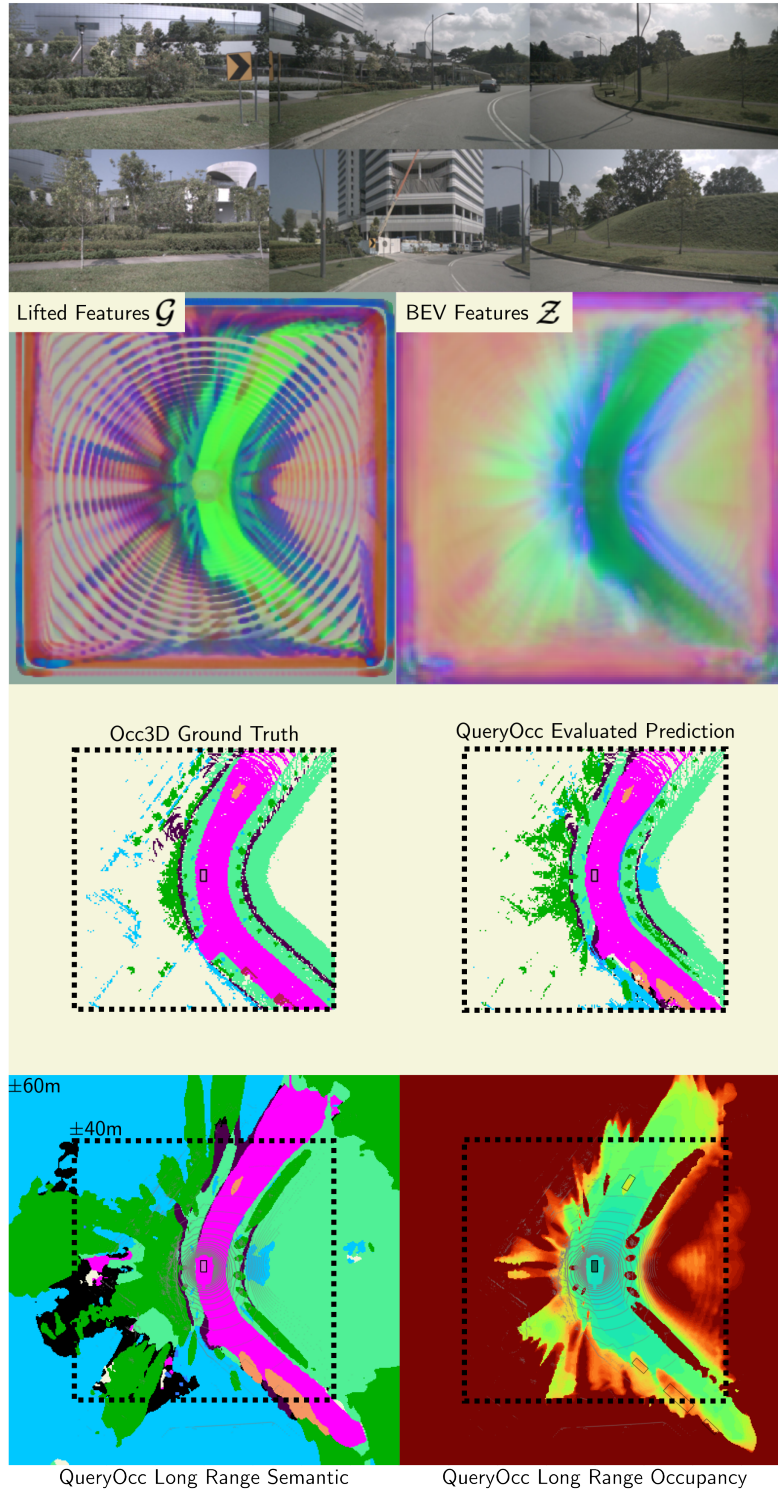 Lifted Features 𝓖
BEV Features 𝓩
Occ3D Ground Truth
QueryOcc Evaluated Prediction
±60m
±40m
QueryOcc Long Range Semantic
QueryOcc Long Range Occupancy